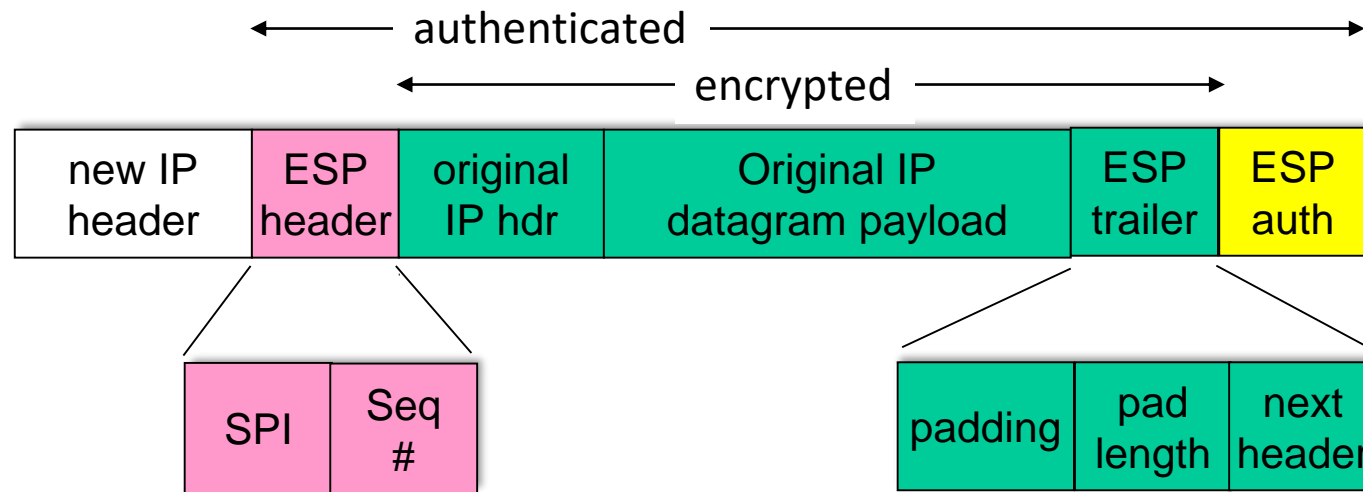 authenticated
encrypted
new IP
header
ESP
header
original
IP hdr
Original IP
datagram payload
ESP
trailer
ESP
auth
SPI
Seq
#
padding
pad
length
next
header